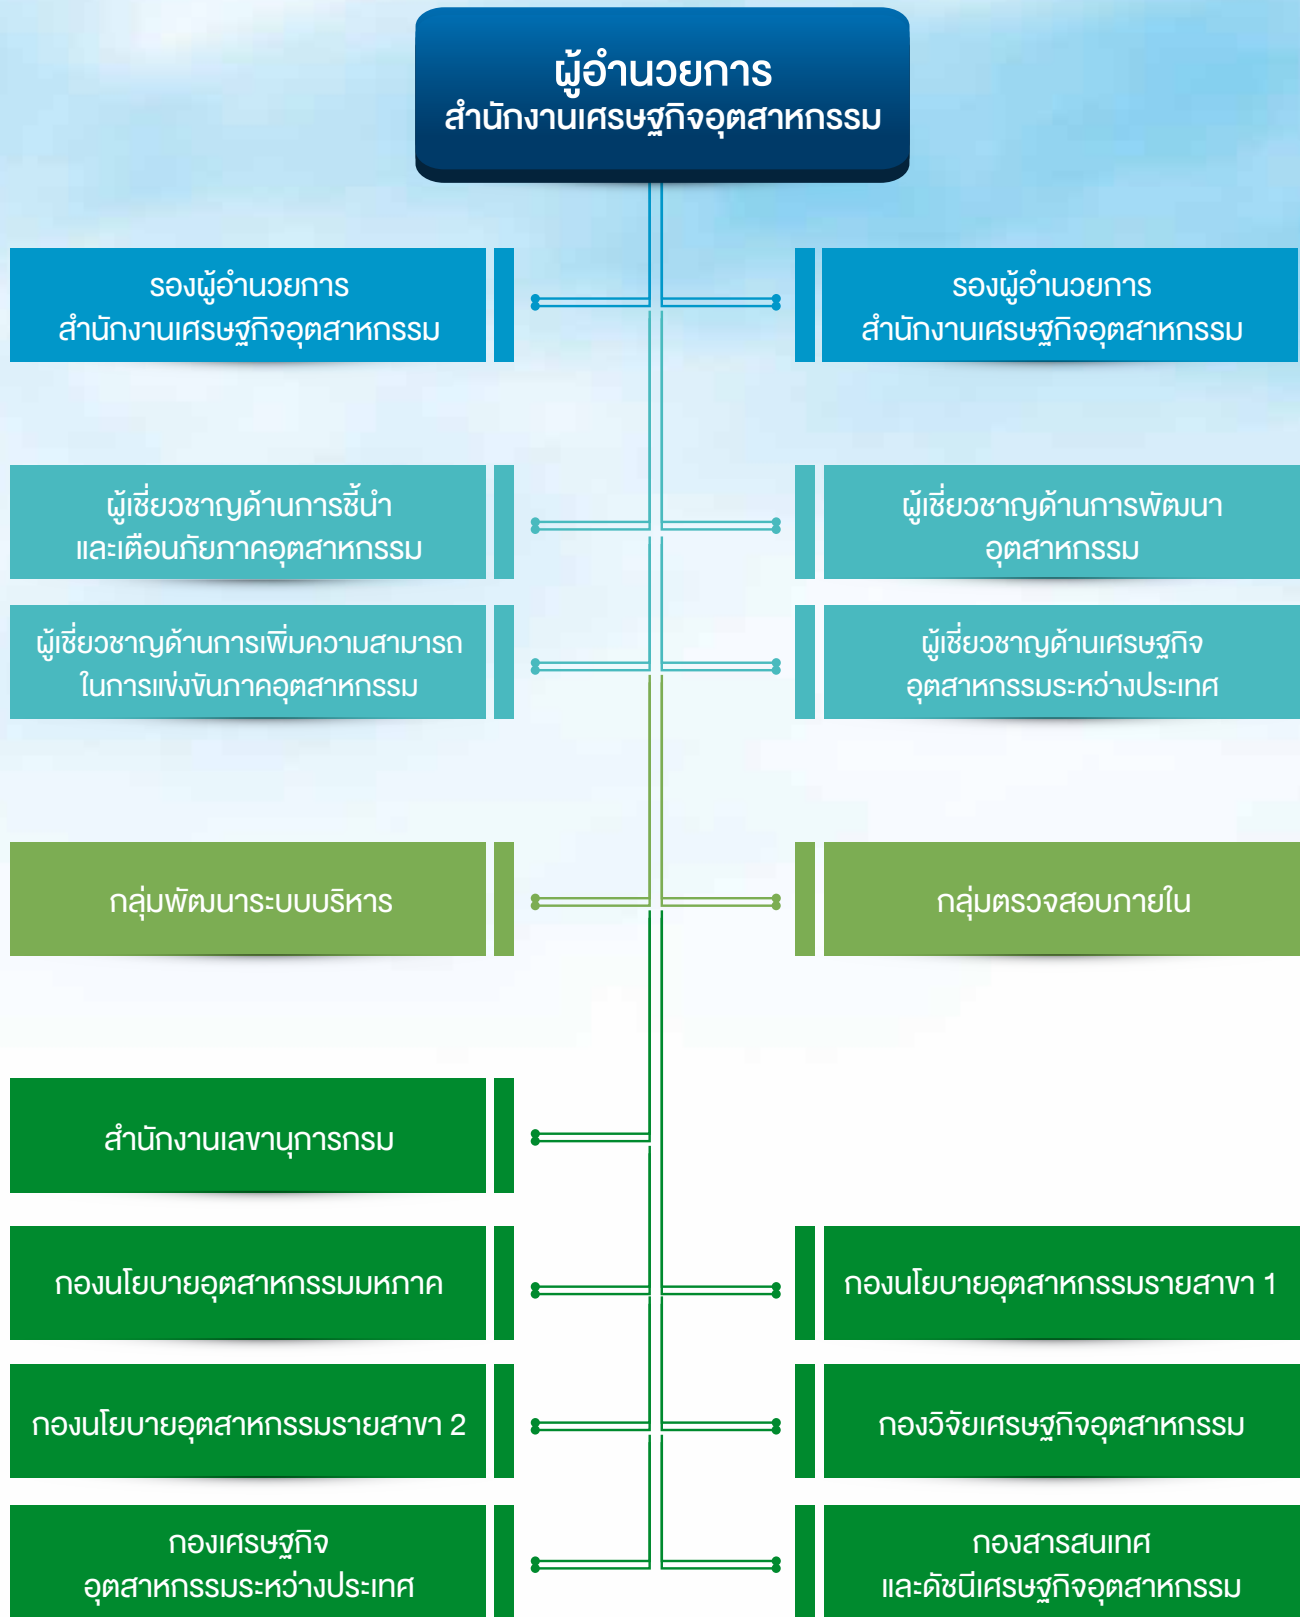 ผู้อำนวยการ
สำนักงานเศรษฐกิจอุตสาหกรรม
รองผู้อำนวยการ
สำนักงานเศรษฐกิจอุตสาหกรรม
รองผู้อำนวยการ
สำนักงานเศรษฐกิจอุตสาหกรรม
ผู้เชี่ยวชาญด้านการชี้นำ
และเตือนภัยภาคอุตสาหกรรม
ผู้เชี่ยวชาญด้านการพัฒนา
อุตสาหกรรม
ผู้เชี่ยวชาญด้านการเพิ่มความสามารถ
ในการแข่งขันภาคอุตสาหกรรม
ผู้เชี่ยวชาญด้านเศรษฐกิจ
อุตสาหกรรมระหว่างประเทศ
กลุ่มพัฒนาระบบบริหาร
กลุ่มตรวจสอบภายใน
สำนักงานเลขานุการกรม
กองนโยบายอุตสาหกรรมมหภาค
กองนโยบายอุตสาหกรรมรายสาขา 1
กองนโยบายอุตสาหกรรมรายสาขา 2
กองวิจัยเศรษฐกิจอุตสาหกรรม
กองเศรษฐกิจ
อุตสาหกรรมระหว่างประเทศ
กองสารสนเทศ
และดัชนีเศรษฐกิจอุตสาหกรรม